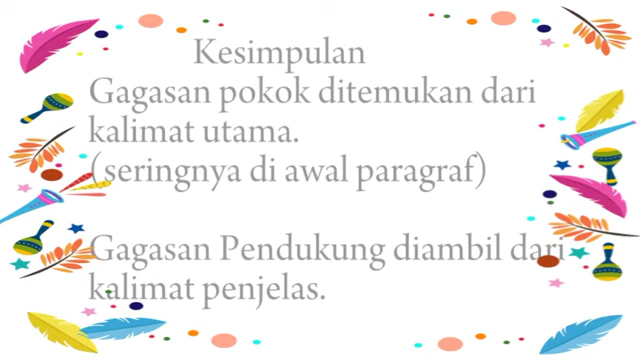 Kesimpulan
Gagasan pokok ditemukan dari
kalimat utama.
(seringnya di awal paragraf)
Gagasan Pendukung diambil dari
kalimat penjelas.